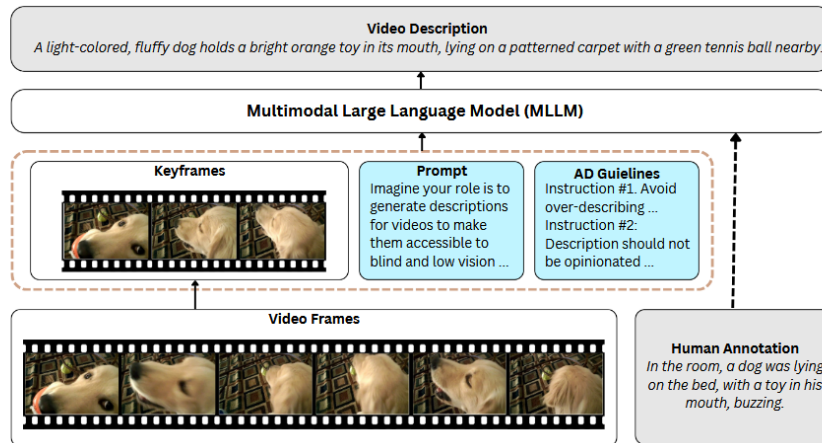 Video Description
A light-colored, fluffy dog holds a bright orange toy in its mouth, lying on a patterned carpet with a green tennis ball nearby.
Multimodal Large Language Model (MLLM)
Keyframes
Prompt
Imagine your role is to
generate descriptions
for videos to make
them accessible to
blind and low vision ...
AD Guielines
Instruction #1. Avoid
over-describing ...
Instruction #2:
Description should not
be opinionated ...
Video Frames
Human Annotation
In the room, a dog was lying
on the bed, with a toy in his
mouth, buzzing.